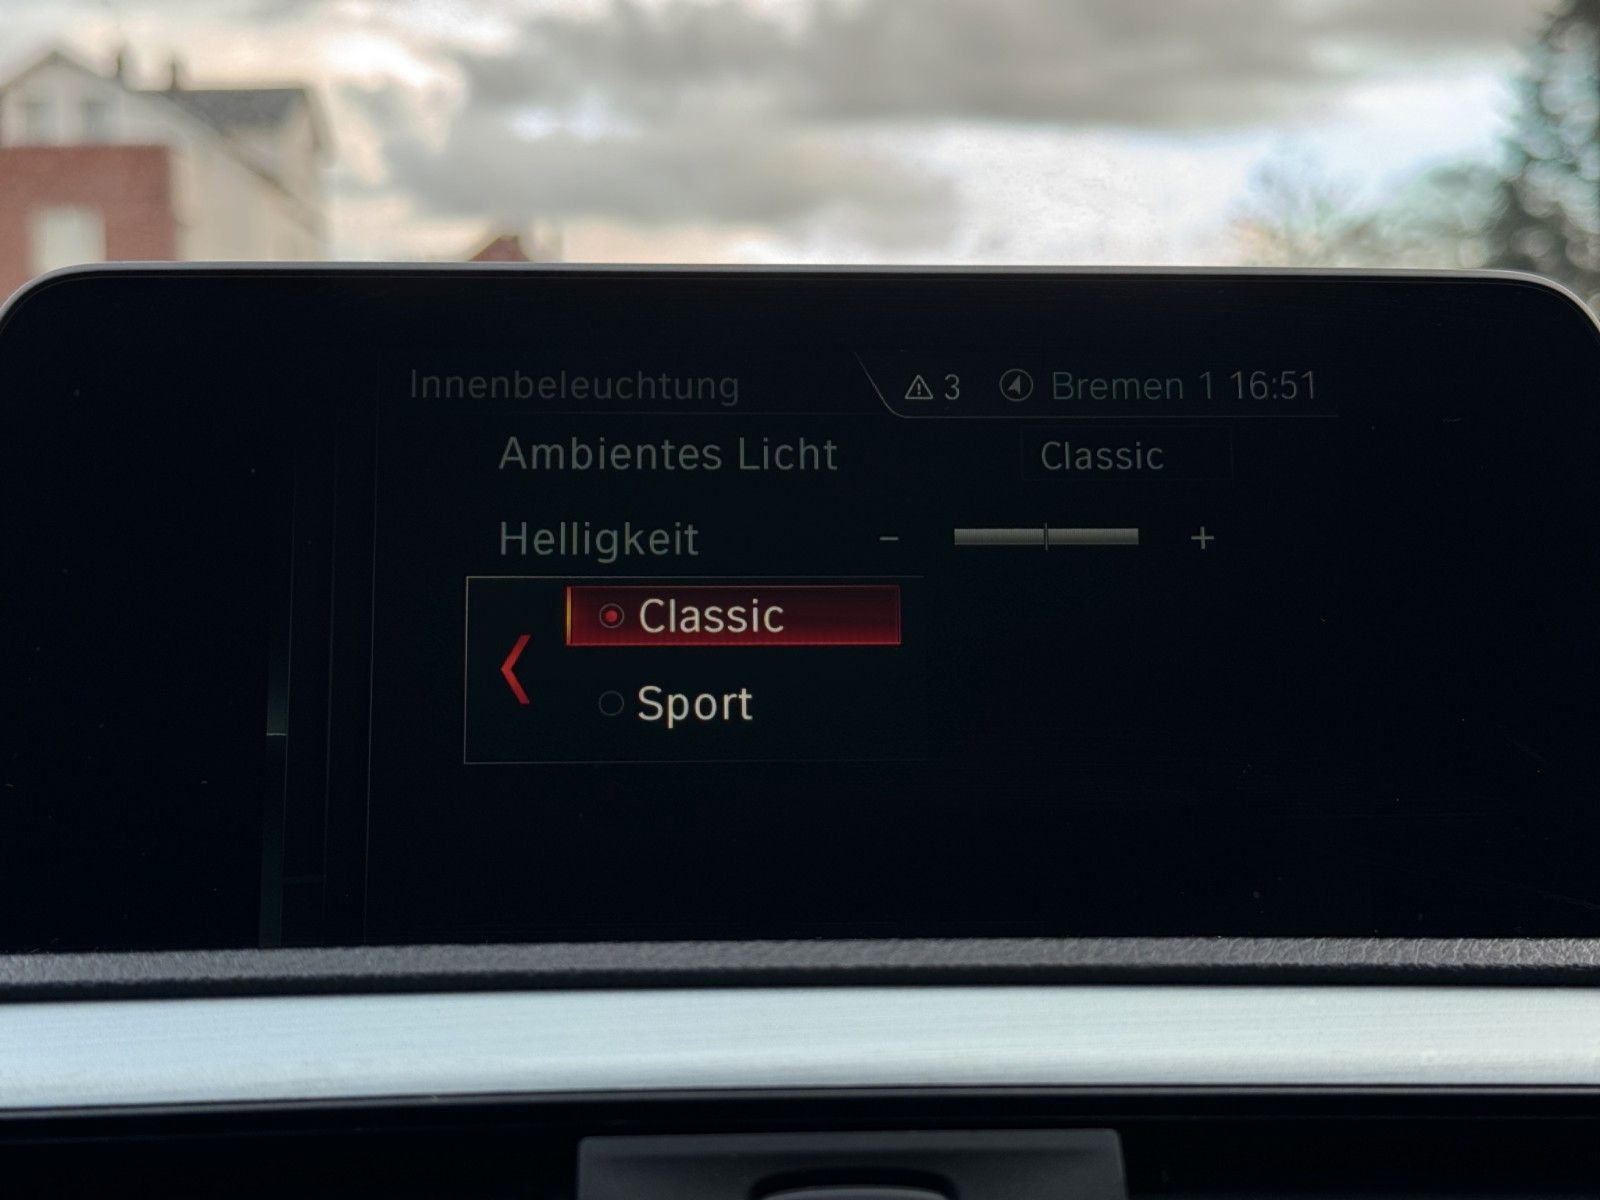 Innenbeleuchtung 3 Bremen 1 16:51
Ambientes Licht Classic
Helligkeit - +
Classic
Sport